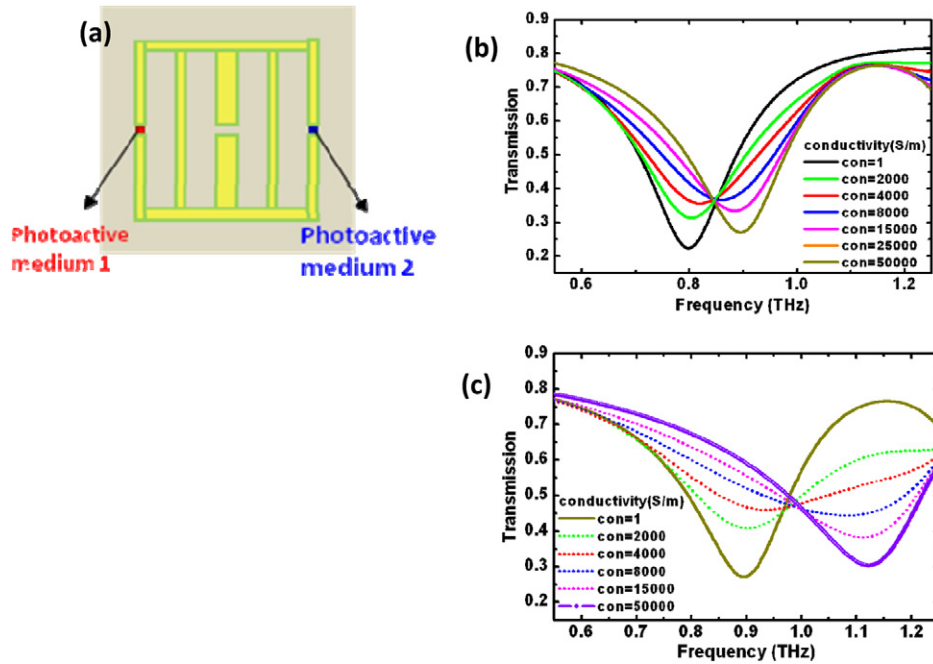 (a)
Photoactive
medium 1
Photoactive
medium 2
(b)
0.9
0.8
0.7
0.6
0.5
0.4
0.3
0.2
Transmission
conductivity(S/m)
con=1
con=2000
con=4000
con=8000
con=15000
con=25000
con=50000
0.6 0.8 1.0 1.2
Frequency (THz)
(c)
0.9
0.8
0.7
0.6
0.5
0.4
0.3
0.2
Transmission
conductivity(S/m)
con=1
con=2000
con=4000
con=8000
con=15000
con=50000
0.6 0.7 0.8 0.9 1.0 1.1 1.2
Frequency (THz)